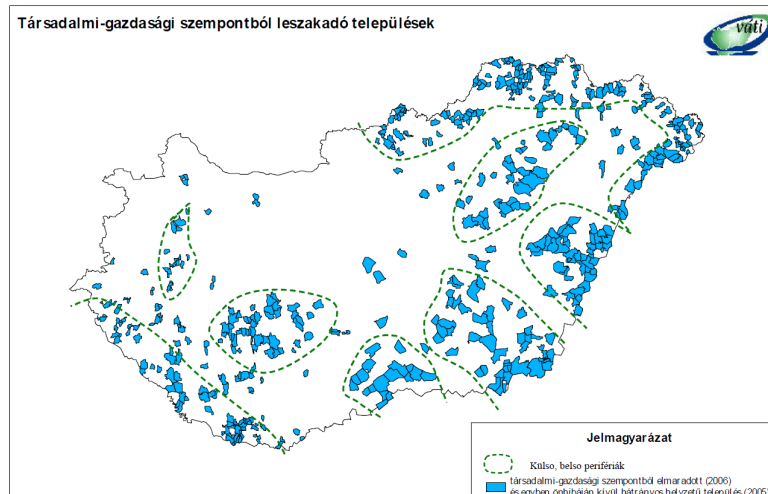 Társadalmi-gazdasági szempontból leszakadó települések
váti
Jelmagyarázat
Külso, belso perifériák
társadalmi-gazdasági szempontból elmaradott (2006)
és egyben önhibáján kívül hátrányos helyzetű település (2005)